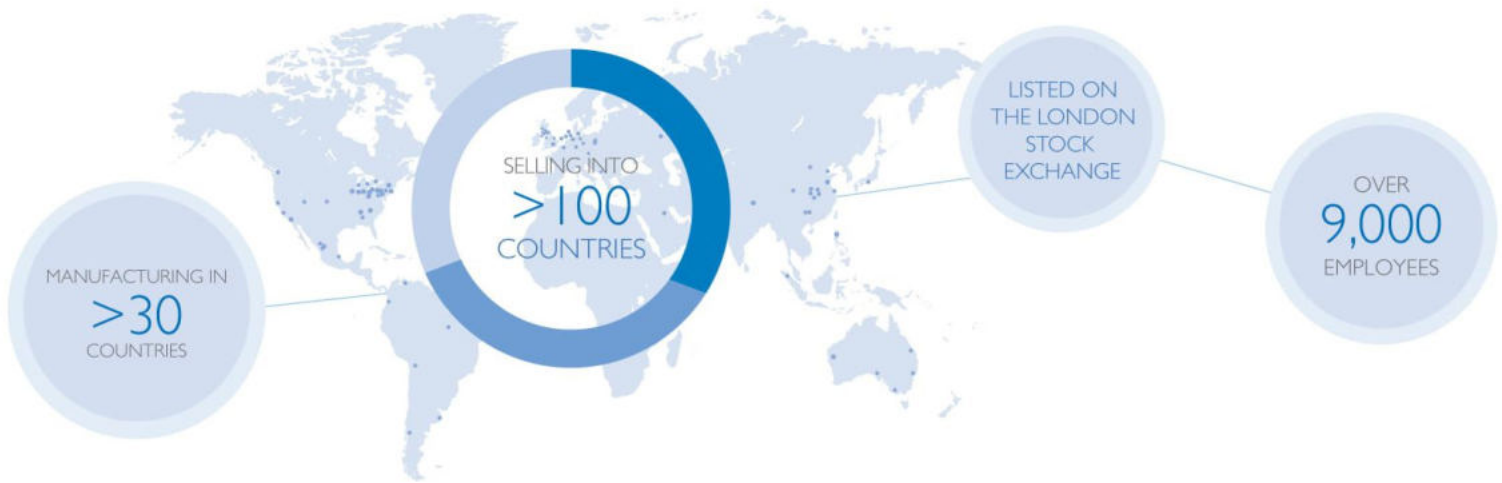 MANUFACTURING IN
>30
COUNTRIES
SELLING INTO
>100
COUNTRIES
LISTED ON
THE LONDON
STOCK
EXCHANGE
OVER
9,000
EMPLOYEES